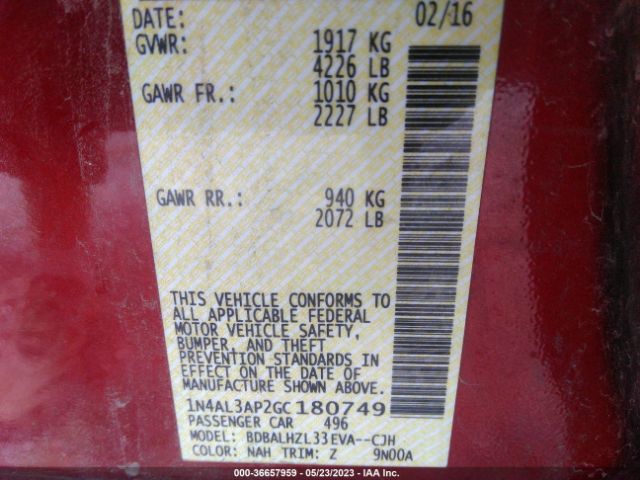 DATE: 02/16
GVWR: 1917 KG
4226 LB
GAWR FR.: 1010 KG
2227 LB
GAWR RR.: 940 KG
2072 LB
THIS VEHICLE CONFORMS TO
ALL APPLICABLE FEDERAL
MOTOR VEHICLE SAFETY,
BUMPER, AND THEFT
PREVENTION STANDARDS IN
EFFECT ON THE DATE OF
MANUFACTURE SHOWN ABOVE.
1N4AL3AP2GC180749
PASSENGER CAR 496
MODEL: BDBALHZL33EVA--CJH
COLOR: NAH TRIM: Z 9N00A
000-36657959 - 05/23/2023 - IAA Inc.